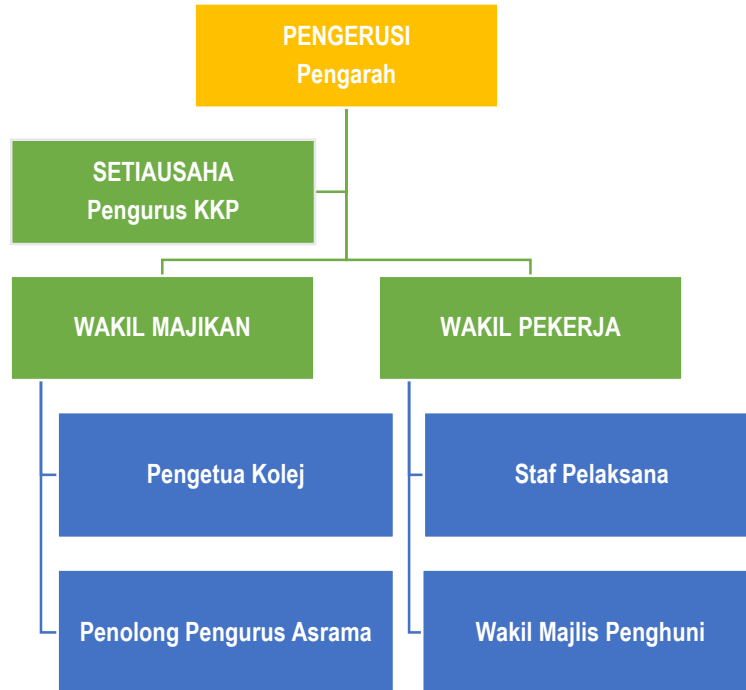 PENGERUSI
Pengarah
SETIAUSAHA
Pengurus KKP
WAKIL MAJIKAN
WAKIL PEKERJA
Pengetua Kolej
Staf Pelaksana
Penolong Pengurus Asrama
Wakil Majlis Penghuni